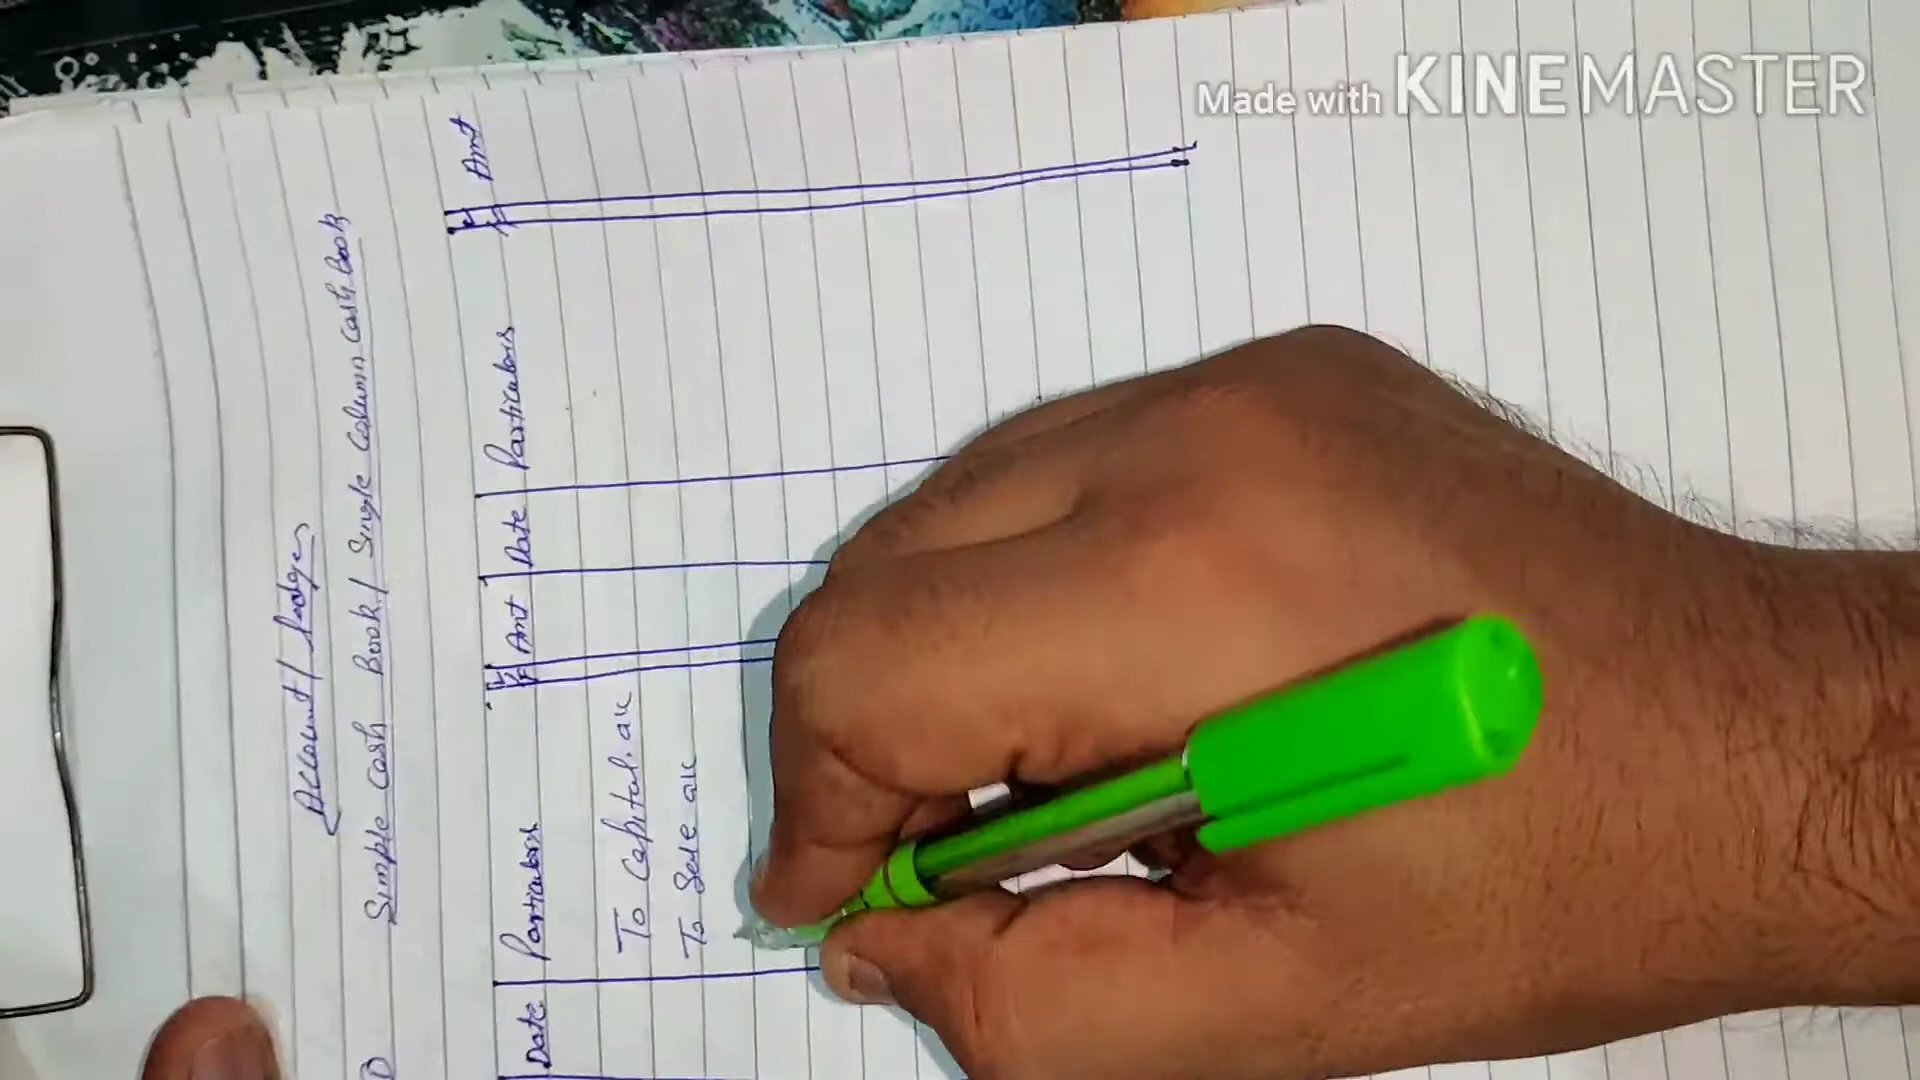 Made with KINEMASTER
Account / Ledger
Simple Cash Book / Single Column Cash Book
Date Particulars L.F Amt Date Particulars L.F Amt
To Capital. a/c
To Sale a/c